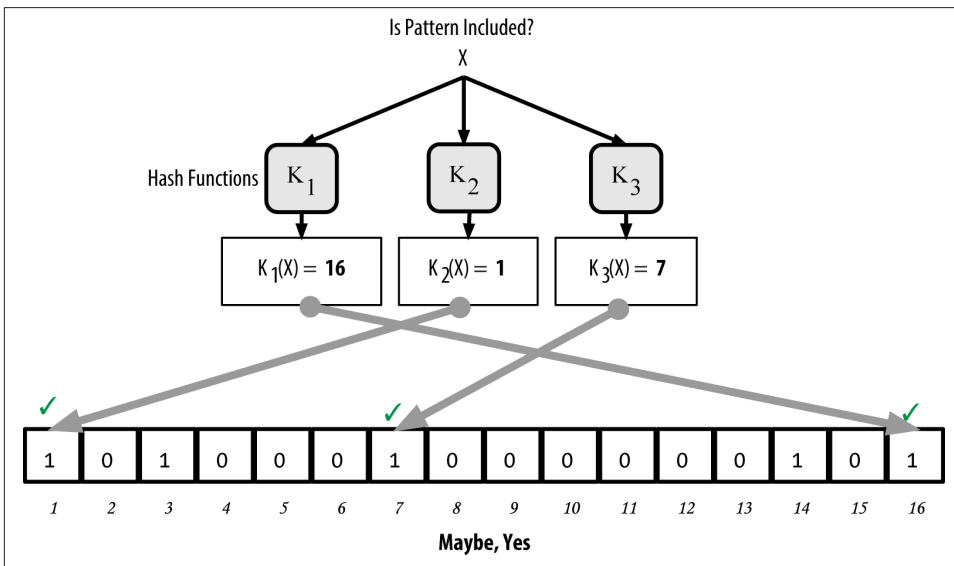 Is Pattern Included?
X
Hash Functions K₁ K₂ K₃
K₁(X) = 16 K₂(X) = 1 K₃(X) = 7
✓ ✓ ✓
1 0 1 0 0 0 1 0 0 0 0 0 0 1 0 1
1 2 3 4 5 6 7 8 9 10 11 12 13 14 15 16
Maybe, Yes